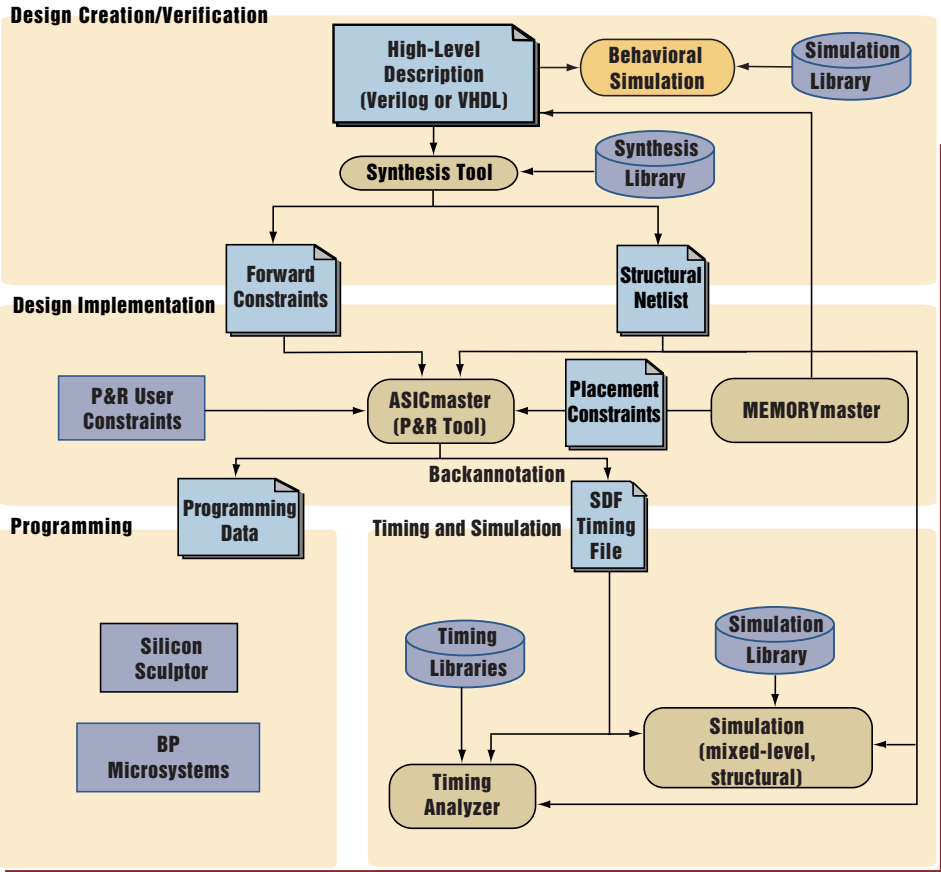 Design Creation/Verification
High-Level
Description
(Verilog or VHDL)
Behavioral
Simulation
Simulation
Library
Synthesis Tool
Synthesis
Library
Forward
Constraints
Structural
Netlist
Design Implementation
P&R User
Constraints
ASICmaster
(P&R Tool)
Placement
Constraints
MEMORYmaster
Backannotation
Programming
Data
SDF
Timing
File
Programming
Silicon
Sculptor
BP
Microsystems
Timing and Simulation
Timing
Libraries
Simulation
Library
Simulation
(mixed-level,
structural)
Timing
Analyzer